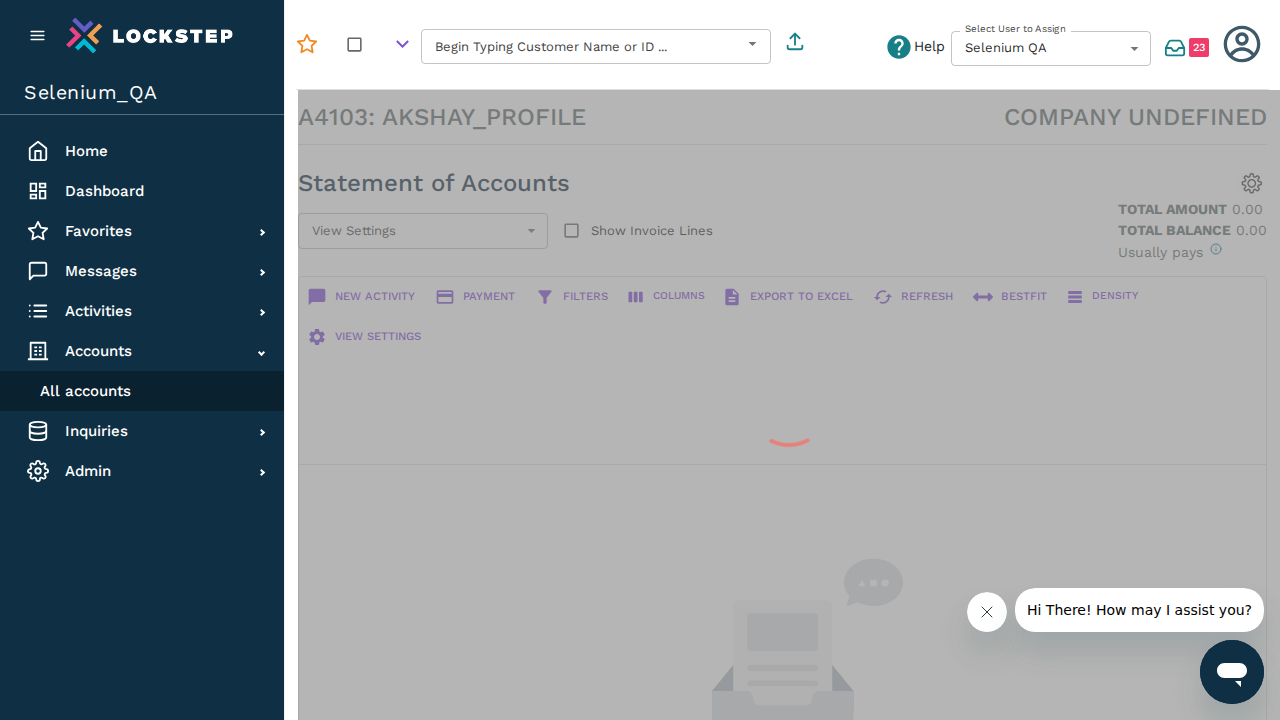 LOCKSTEP
Begin Typing Customer Name or ID ...
Help
Select User to Assign
Selenium QA
23
Selenium_QA
Home
Dashboard
Favorites
Messages
Activities
Accounts
All accounts
Inquiries
Admin
A4103: AKSHAY_PROFILE
COMPANY UNDEFINED
Statement of Accounts
View Settings
Show Invoice Lines
TOTAL AMOUNT 0.00
TOTAL BALANCE 0.00
Usually pays
NEW ACTIVITY
PAYMENT
FILTERS
COLUMNS
EXPORT TO EXCEL
REFRESH
BESTFIT
DENSITY
VIEW SETTINGS
Hi There! How may I assist you?